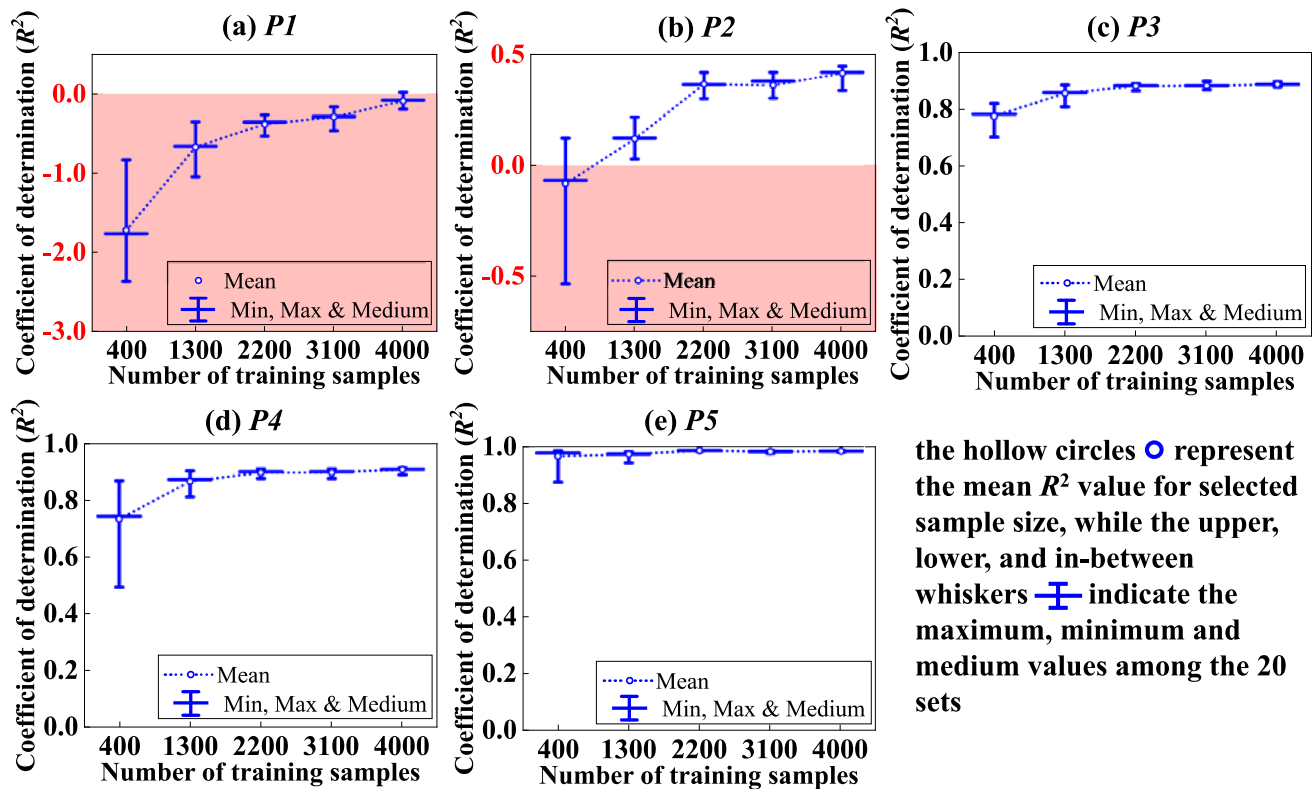 (a) P1
Coefficient of determination (R²)
0.0
-1.0
-2.0
-3.0
Mean
Min, Max & Medium
400 1300 2200 3100 4000
Number of training samples
(b) P2
Coefficient of determination (R²)
0.5
0.0
-0.5
Mean
Min, Max & Medium
400 1300 2200 3100 4000
Number of training samples
(c) P3
Coefficient of determination (R²)
1.0
0.8
0.6
0.4
0.2
0.0
Mean
Min, Max & Medium
400 1300 2200 3100 4000
Number of training samples
(d) P4
Coefficient of determination (R²)
1.0
0.8
0.6
0.4
0.2
0.0
Mean
Min, Max & Medium
400 1300 2200 3100 4000
Number of training samples
(e) P5
Coefficient of determination (R²)
1.0
0.8
0.6
0.4
0.2
0.0
Mean
Min, Max & Medium
400 1300 2200 3100 4000
Number of training samples
the hollow circles represent
the mean R² value for selected
sample size, while the upper,
lower, and in-between
whiskers indicate the
maximum, minimum and
medium values among the 20
sets